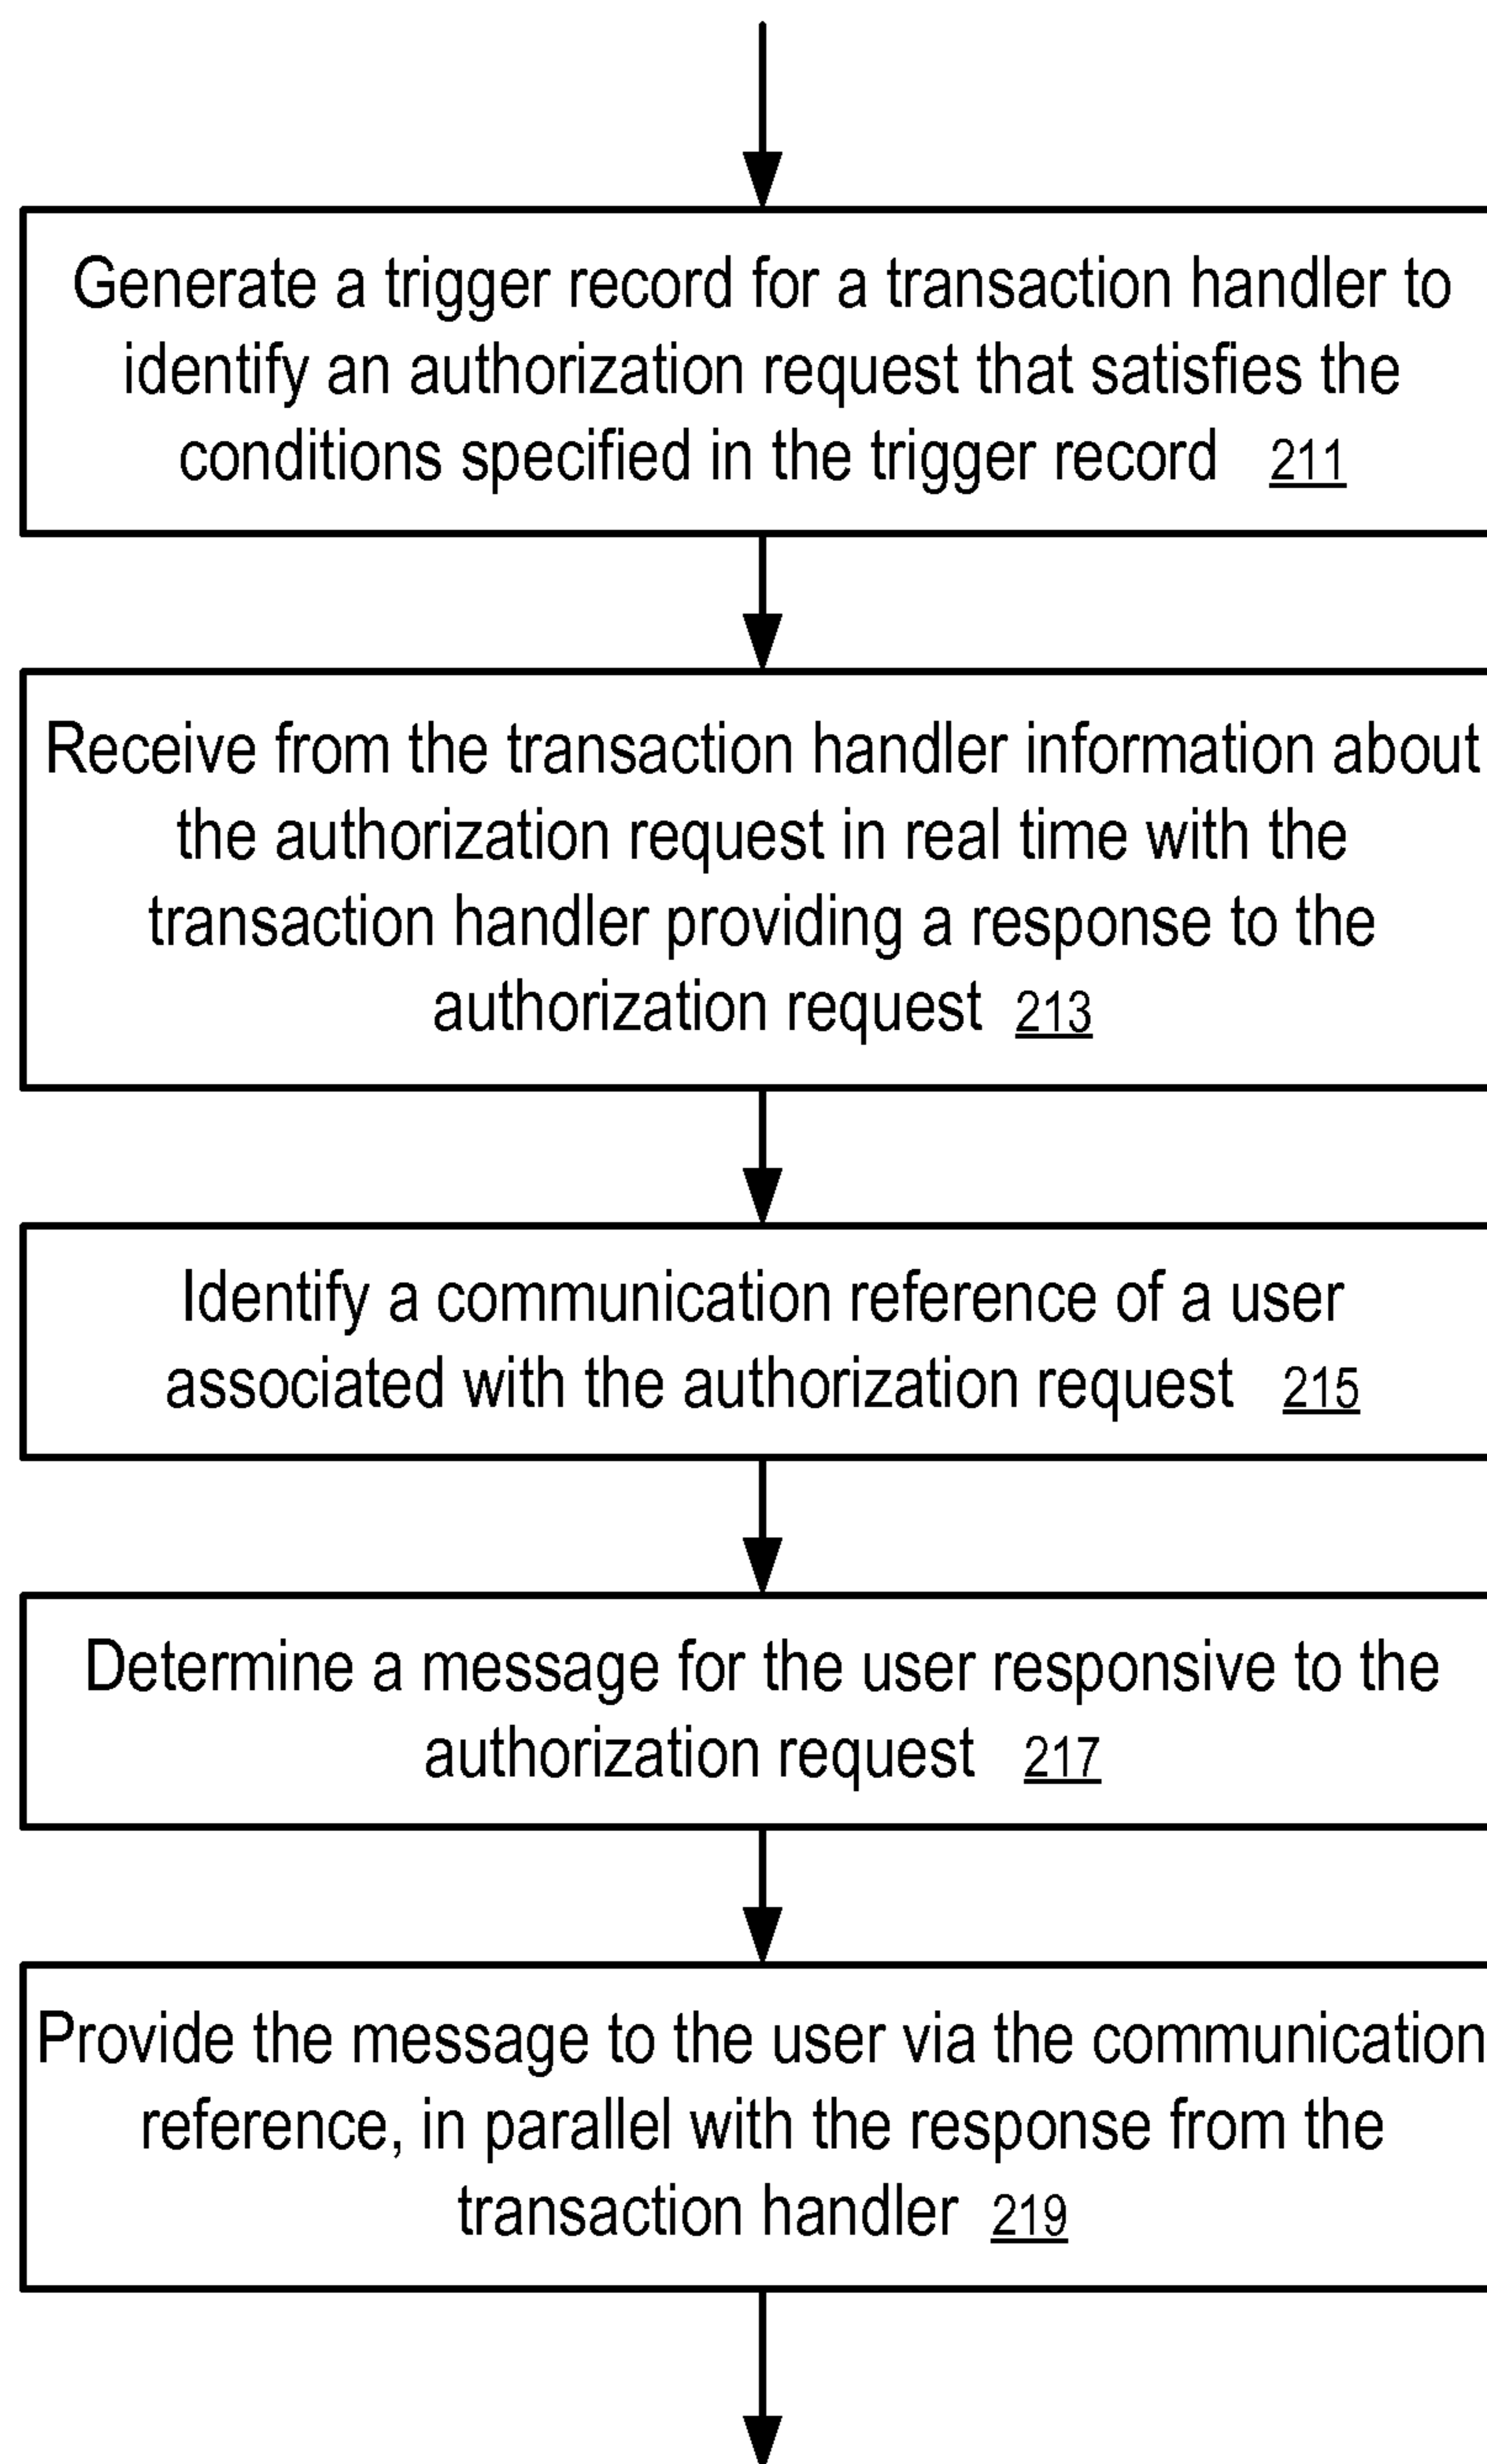 Generate a trigger record for a transaction handler to
identify an authorization request that satisfies the
conditions specified in the trigger record 211
Receive from the transaction handler information about
the authorization request in real time with the
transaction handler providing a response to the
authorization request 213
Identify a communication reference of a user
associated with the authorization request 215
Determine a message for the user responsive to the
authorization request 217
Provide the message to the user via the communication
reference, in parallel with the response from the
transaction handler 219